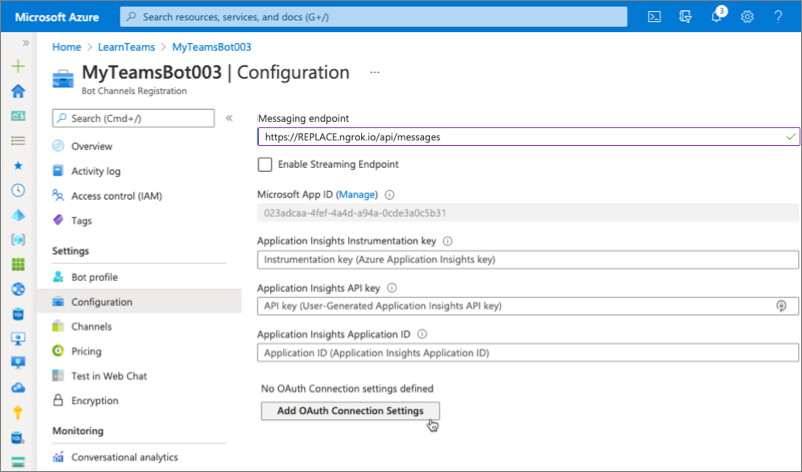 Microsoft Azure
Search resources, services, and docs (G+/)
3
Home > LearnTeams > MyTeamsBot003
MyTeamsBot003 | Configuration ...
Bot Channels Registration
Search (Cmd+/)
Overview
Activity log
Access control (IAM)
Tags
Settings
Bot profile
Configuration
Channels
Pricing
Test in Web Chat
Encryption
Monitoring
Conversational analytics
Messaging endpoint
https://REPLACE.ngrok.io/api/messages
Enable Streaming Endpoint
Microsoft App ID (Manage)
023adcaa-4fef-4a4d-a94a-0cde3a0c5b31
Application Insights Instrumentation key
Instrumentation key (Azure Application Insights key)
Application Insights API key
API key (User-Generated Application Insights API key)
Application Insights Application ID
Application ID (Application Insights Application ID)
No OAuth Connection settings defined
Add OAuth Connection Settings